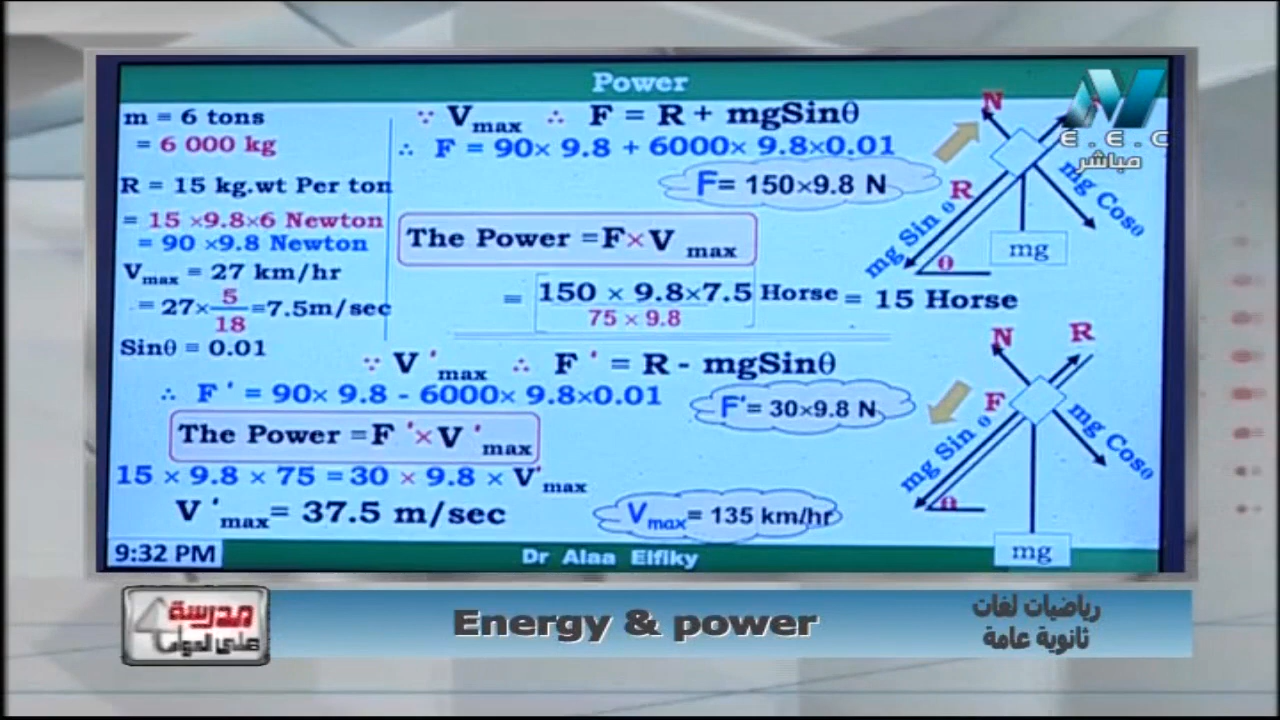 Power
m = 6 tons
= 6 000 kg
R = 15 kg.wt Per ton
= 15 ×9.8×6 Newton
= 90 ×9.8 Newton
Vmax = 27 km/hr
= 27×5/18=7.5m/sec
Sinθ = 0.01
∵ Vmax ∴ F = R + mgSinθ
∴ F = 90× 9.8 + 6000× 9.8×0.01
F= 150×9.8 N
The Power =F×V max
= [150 × 9.8×7.5 / 75 × 9.8] Horse = 15 Horse
∵ V'max ∴ F' = R - mgSinθ
∴ F' = 90× 9.8 - 6000× 9.8×0.01
F'= 30×9.8 N
The Power =F'×V'max
15 × 9.8 × 75 = 30 × 9.8 × V'max
V'max= 37.5 m/sec
Vmax= 135 km/hr
N
R
mg Sin θ
mg Cosθ
mg
θ
N
R
F
mg Sin θ
mg Cosθ
θ
mg
E.E.C
مباشر
9:32 PM
Dr Alaa Elfiky
مدرسة
على الهواء
4
Energy & power
رياضيات لغات
ثانوية عامة